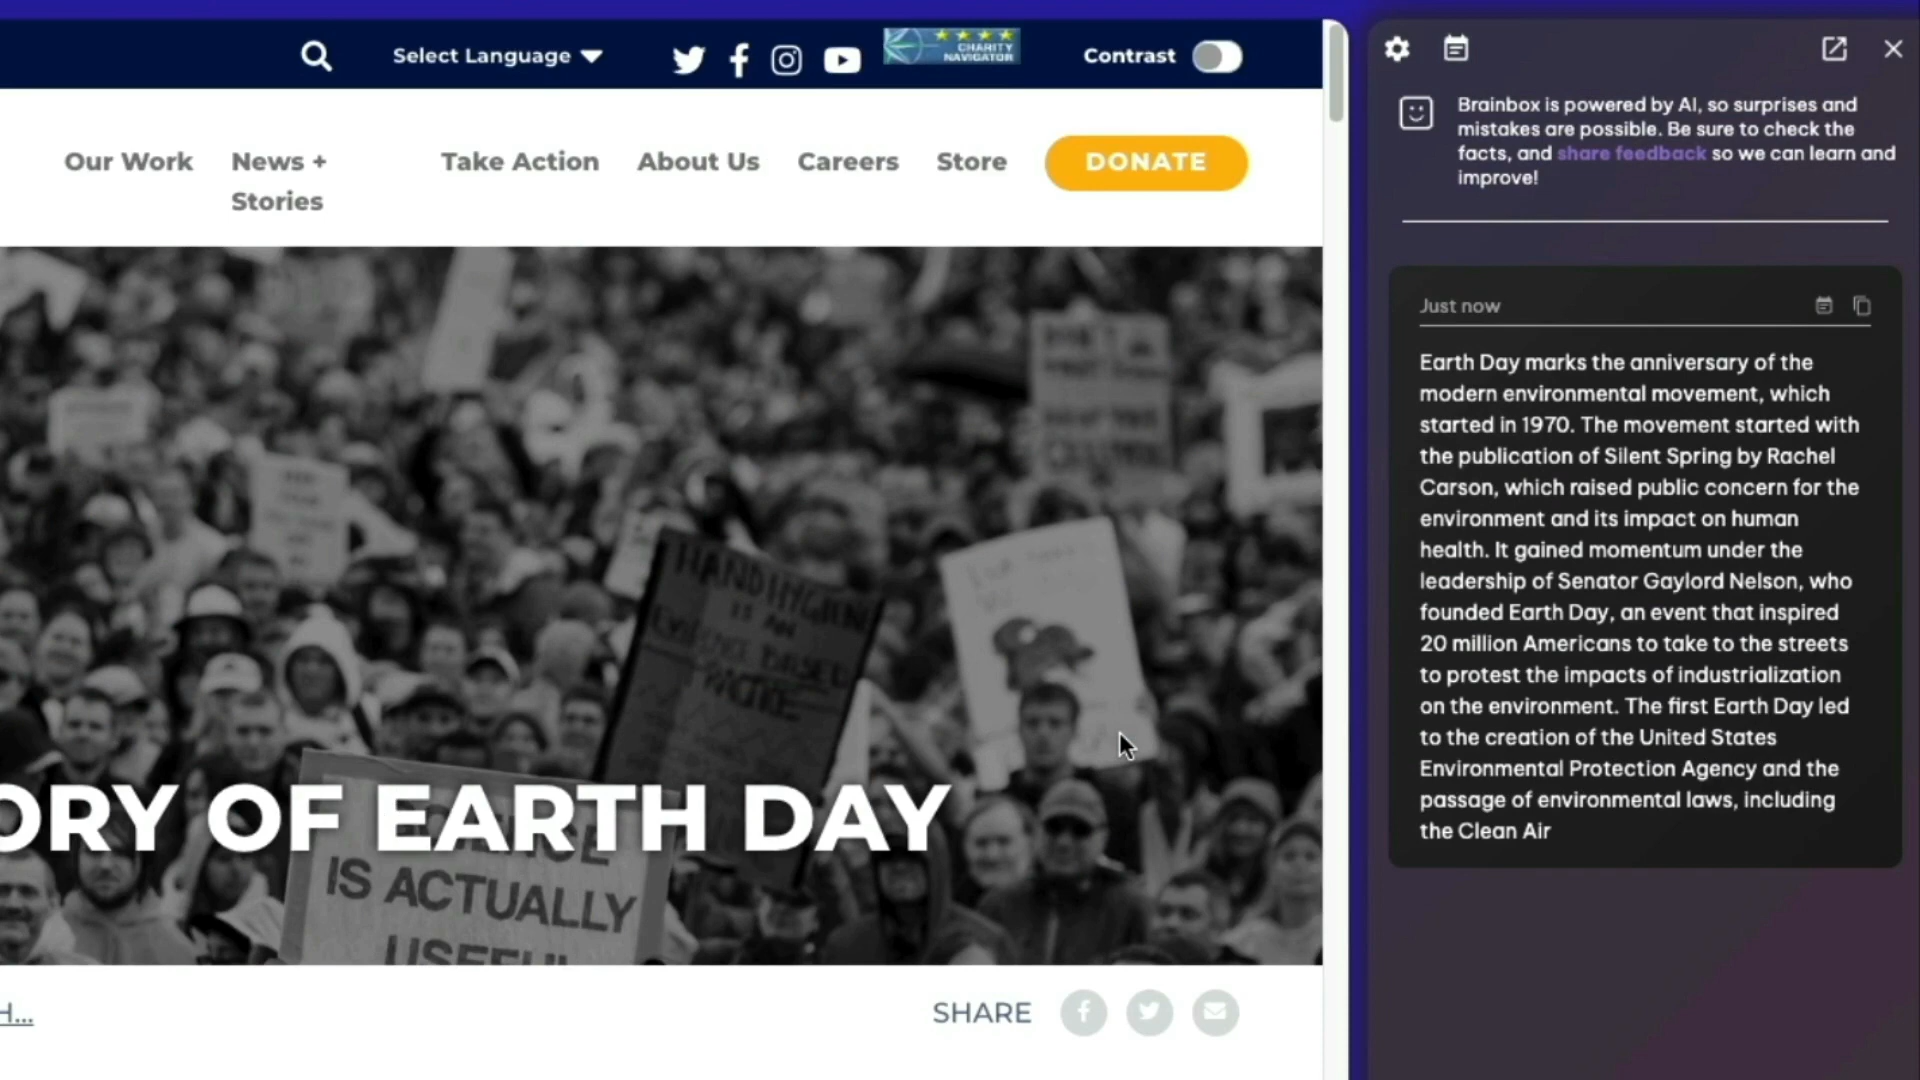 Select Language
CHARITY
NAVIGATOR
Contrast
Our Work
News +
Stories
Take Action
About Us
Careers
Store
DONATE
HANDHYGIENE
IS AN
EVIDENCE BASED
PRACTICE
ORY OF EARTH DAY
IS ACTUALLY
USEFUL
H...
SHARE
Brainbox is powered by AI, so surprises and
mistakes are possible. Be sure to check the
facts, and share feedback so we can learn and
improve!
Just now
Earth Day marks the anniversary of the
modern environmental movement, which
started in 1970. The movement started with
the publication of Silent Spring by Rachel
Carson, which raised public concern for the
environment and its impact on human
health. It gained momentum under the
leadership of Senator Gaylord Nelson, who
founded Earth Day, an event that inspired
20 million Americans to take to the streets
to protest the impacts of industrialization
on the environment. The first Earth Day led
to the creation of the United States
Environmental Protection Agency and the
passage of environmental laws, including
the Clean Air